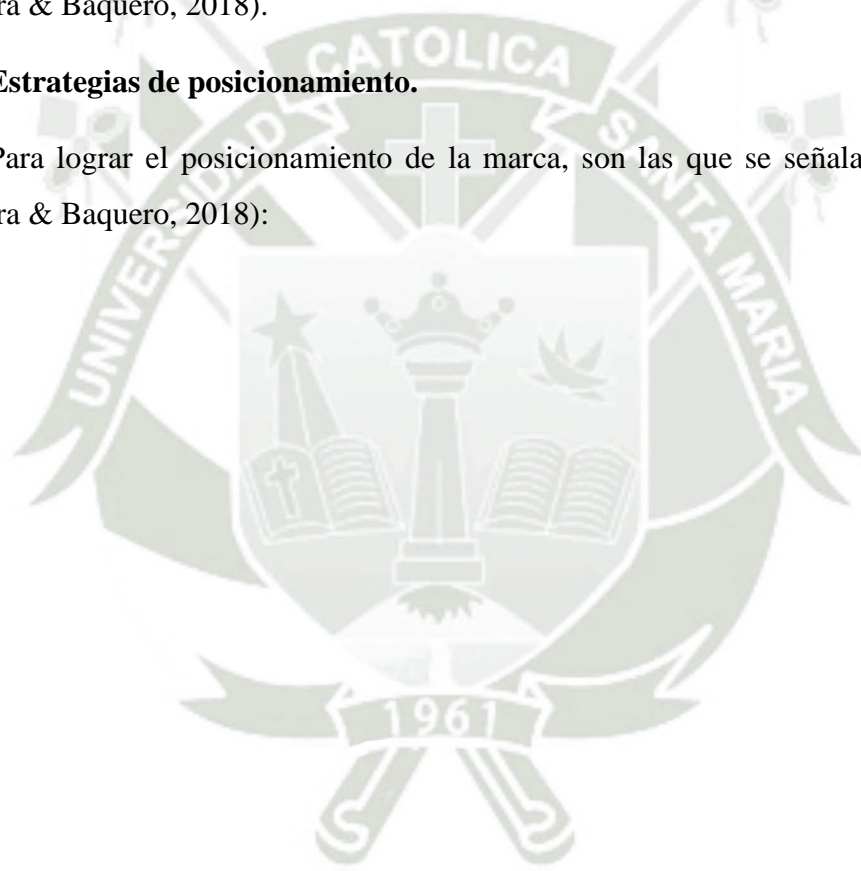 ra & Baquero, 2018).
Estrategias de posicionamiento.
Para lograr el posicionamiento de la marca, son las que se señala
ra & Baquero, 2018):
UNIVERSIDAD CATOLICA SANTA MARIA
1961